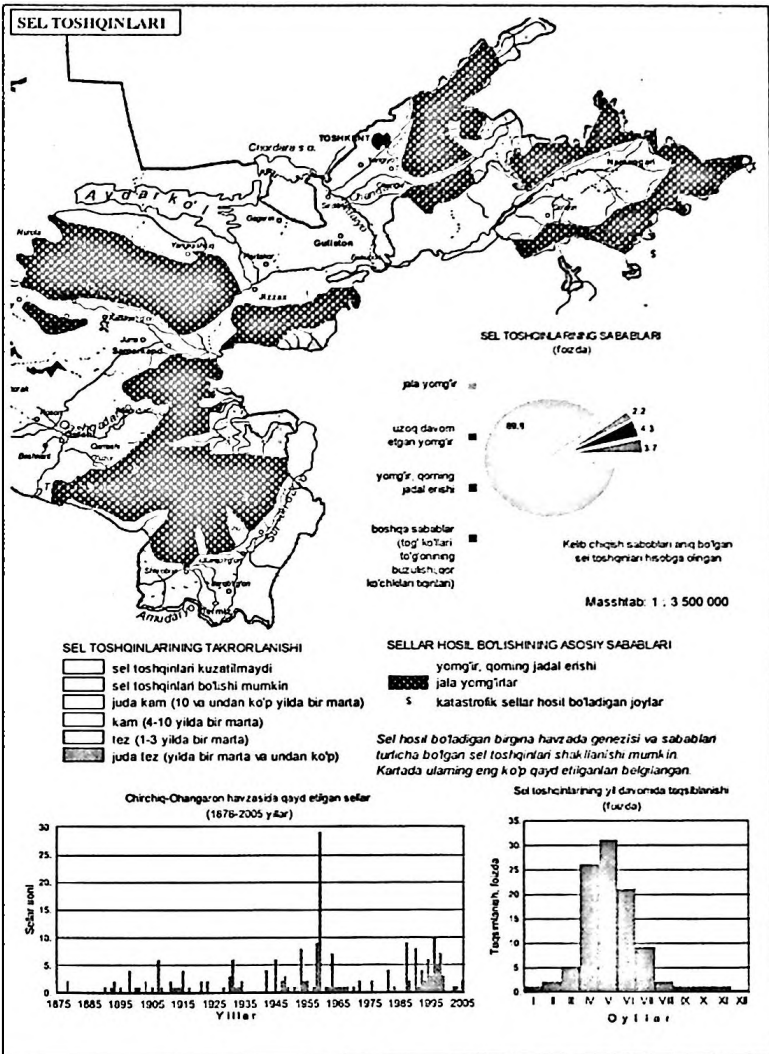 SEL TOSHQINLARI
Chordara s.o.
TOSHKENT
Aydarko'l
Namangan
Gagarin
Guliston
Nurota
Yangiqishloq
Jizzax
Juma
Samarqand
Beshkent
Sherobod
Termiz
Amudaryo
S
SEL TOSHQINLARINING SABABLARI
(foizda)
jala yomg'ir
uzoq davom
etgan yomg'ir
yomg'ir, qorning
jadal erishi
boshqa sabablar
(tog' ko'llari
to'g'onining
buzulishi, qor
ko'chkidan
89.8
2.2
4.3
3.7
Kelib chiqish sabablari aniq bo'lgan
sel toshqinlari hisobga olingan
Masshtab: 1 : 3 500 000
SEL TOSHQINLARINING TAKRORLANISHI
sel toshqinlari kuzatilmaydi
sel toshqinlari bo'lishi mumkin
juda kam (10 va undan ko'p yilda bir marta)
kam (4-10 yilda bir marta)
tez (1-3 yilda bir marta)
juda tez (yilda bir marta va undan ko'p)
SELLAR HOSIL BO'LISHINING ASOSIY SABABLARI
yomg'ir, qorning jadal erishi
jala yomg'irlar
S katastrofik sellar hosil bo'ladigan joylar
Sel hosil bo'ladigan birgina havzada genezisi va sabablari
turlicha bo'lgan sel toshqinlari shakllanishi mumkin.
Kartada ularning eng ko'p qayd etilganlari belgilangan.
Chirchiq-Ohangaron havzasida qayd etilgan sellar
(1876-2005 yillar)
Sellar soni
30
25
20
15
10
5
0
1875 1885 1895 1905 1915 1925 1935 1945 1955 1965 1975 1985 1995 2005
Yillar
Sel toshqinlarining yil davomida taqsimlanishi
(foizda)
Taqsimlanish, foizda
35
30
25
20
15
10
5
0
I II III IV V VI VII VIII IX X XI XII
Oylar